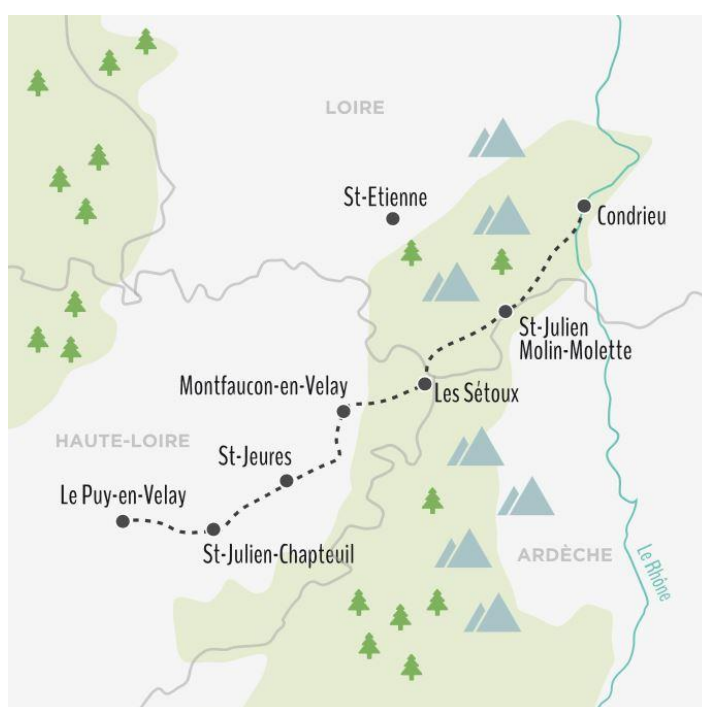 LOIRE
St-Etienne
Condrieu
St-Julien
Molin-Molette
Les Sétoux
Montfaucon-en-Velay
HAUTE-LOIRE
St-Jeures
Le Puy-en-Velay
St-Julien-Chapteuil
ARDÈCHE
Le Rhône